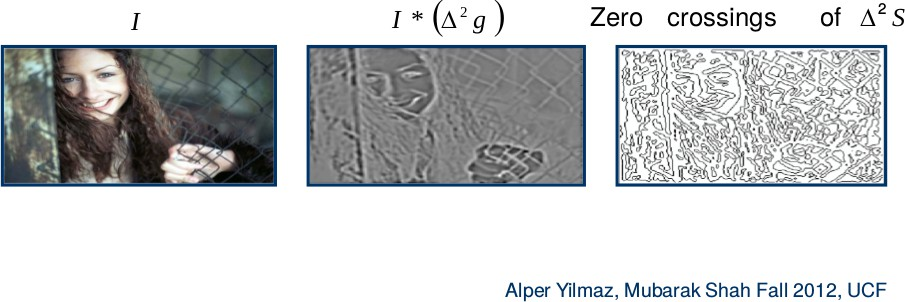 I
I * (Δ² g)
Zero crossings of Δ² S
Alper Yilmaz, Mubarak Shah Fall 2012, UCF